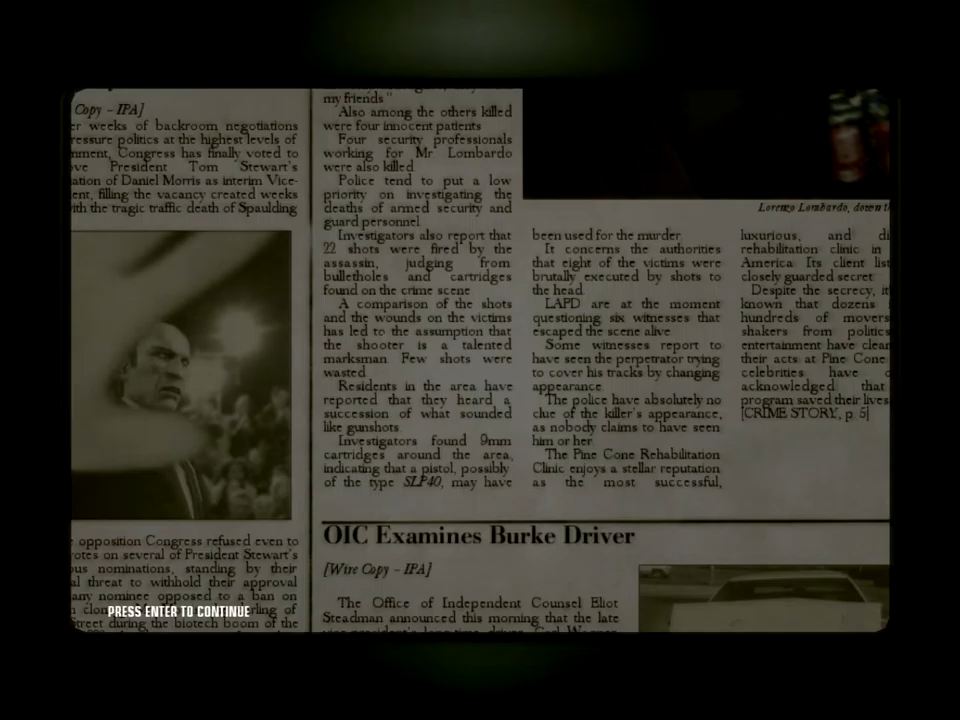 Copy – IPA]
er weeks of backroom negotiations
ressure politics at the highest levels of
nment, Congress has finally voted to
ove President Tom Stewart's
ation of Daniel Morris as interim Vice-
ent, filling the vacancy created weeks
ith the tragic traffic death of Spaulding
opposition Congress refused even to
votes on several of President Stewart's
ous nominations, standing by their
al threat to withhold their approval
any nominee opposed to a ban on
rling of
Street during the biotech boom of the
my friends"
Also among the others killed
were four innocent patients
Four security professionals
working for Mr Lombardo
were also killed
Police tend to put a low
priority on investigating the
deaths of armed security and
guard personnel
Investigators also report that
22 shots were fired by the
assassin, judging from
bulletholes and cartridges
found on the crime scene
A comparison of the shots
and the wounds on the victims
has led to the assumption that
the shooter is a talented
marksman Few shots were
wasted
Residents in the area have
reported that they heard a
succession of what sounded
like gunshots
Investigators found 9mm
cartridges around the area,
indicating that a pistol, possibly
of the type SLP40, may have
been used for the murder
It concerns the authorities
that eight of the victims were
brutally executed by shots to
the head
LAPD are at the moment
questioning six witnesses that
escaped the scene alive
Some witnesses report to
have seen the perpetrator trying
to cover his tracks by changing
appearance
The police have absolutely no
clue of the killer's appearance,
as nobody claims to have seen
him or her
The Pine Cone Rehabilitation
Clinic enjoys a stellar reputation
as the most successful,
Lorenzo Lombardo, down th
luxurious, and di
rehabilitation clinic in
America Its client list
closely guarded secret
Despite the secrecy, it
known that dozens
hundreds of movers
shakers from politics
entertainment have clear
their acts at Pine Cone
celebrities have
acknowledged that
program saved their lives
[CRIME STORY, p. 5]
OIC Examines Burke Driver
[Wire Copy – IPA]
The Office of Independent Counsel Eliot
Steadman announced this morning that the late
PRESS ENTER TO CONTINUE